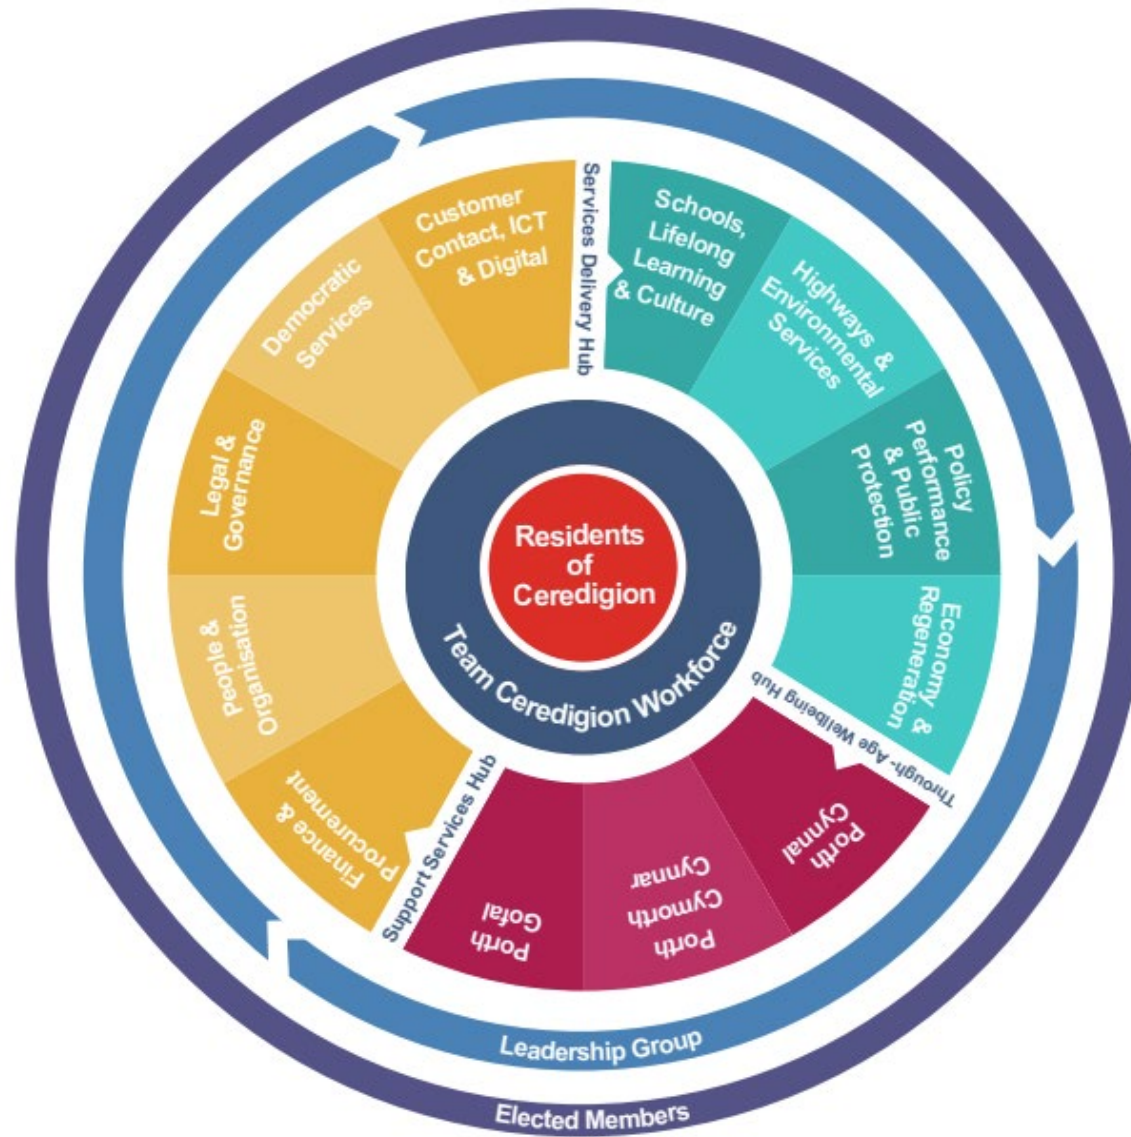 Services Delivery Hub
Schools,
Lifelong
Learning
& Culture
Highways &
Environmental
Services
Policy
Performance
& Public
Protection
Economy &
Regeneration
Through- Age Wellbeing Hub
Porth
Cynnal
Porth
Cymorth
Cynnar
Porth
Gofal
Support Services Hub
Finance &
Procurement
People &
Organisation
Legal &
Governance
Democratic
Services
Customer
Contact, ICT
& Digital
Residents
of
Ceredigion
Team Ceredigion Workforce
Leadership Group
Elected Members